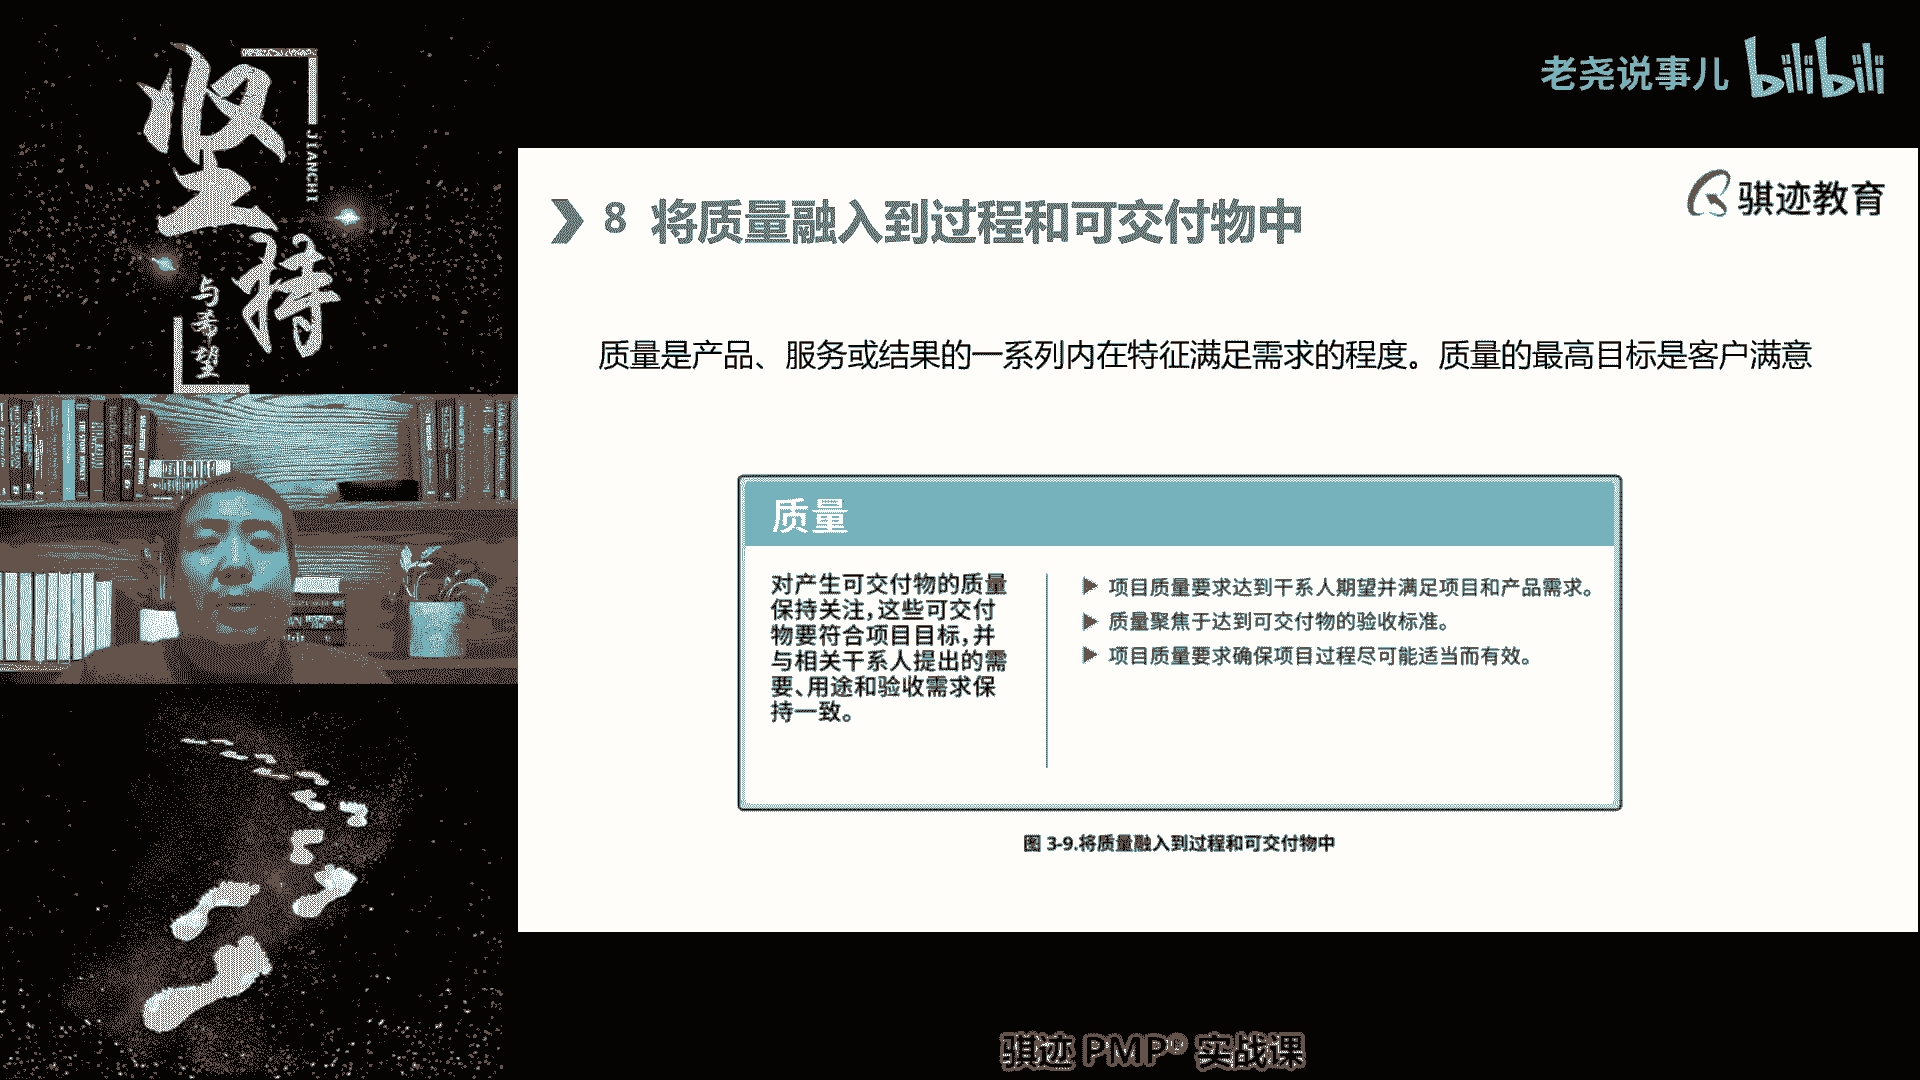 坚持
JIANCHI
与希望
老尧说事儿 bilibili
骐迹教育
8 将质量融入到过程和可交付物中
质量是产品、服务或结果的一系列内在特征满足需求的程度。质量的最高目标是客户满意
质量
对产生可交付物的质量
保持关注，这些可交付
物要符合项目目标，并
与相关干系人提出的需
要、用途和验收需求保
持一致。
▶ 项目质量要求达到干系人期望并满足项目和产品需求。
▶ 质量聚焦于达到可交付物的验收标准。
▶ 项目质量要求确保项目过程尽可能适当而有效。
图 3-9.将质量融入到过程和可交付物中
骐迹 PMP® 实战课